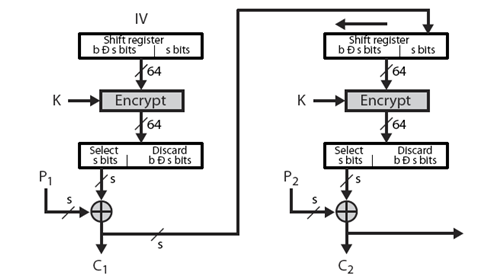 IV
Shift register
b Ð s bits | s bits
64
K
Encrypt
64
Select
s bits
|
Discard
b Ð s bits
P1
s
s
C1
s
Shift register
b Ð s bits | s bits
64
K
Encrypt
64
Select
s bits
|
Discard
b Ð s bits
P2
s
s
C2